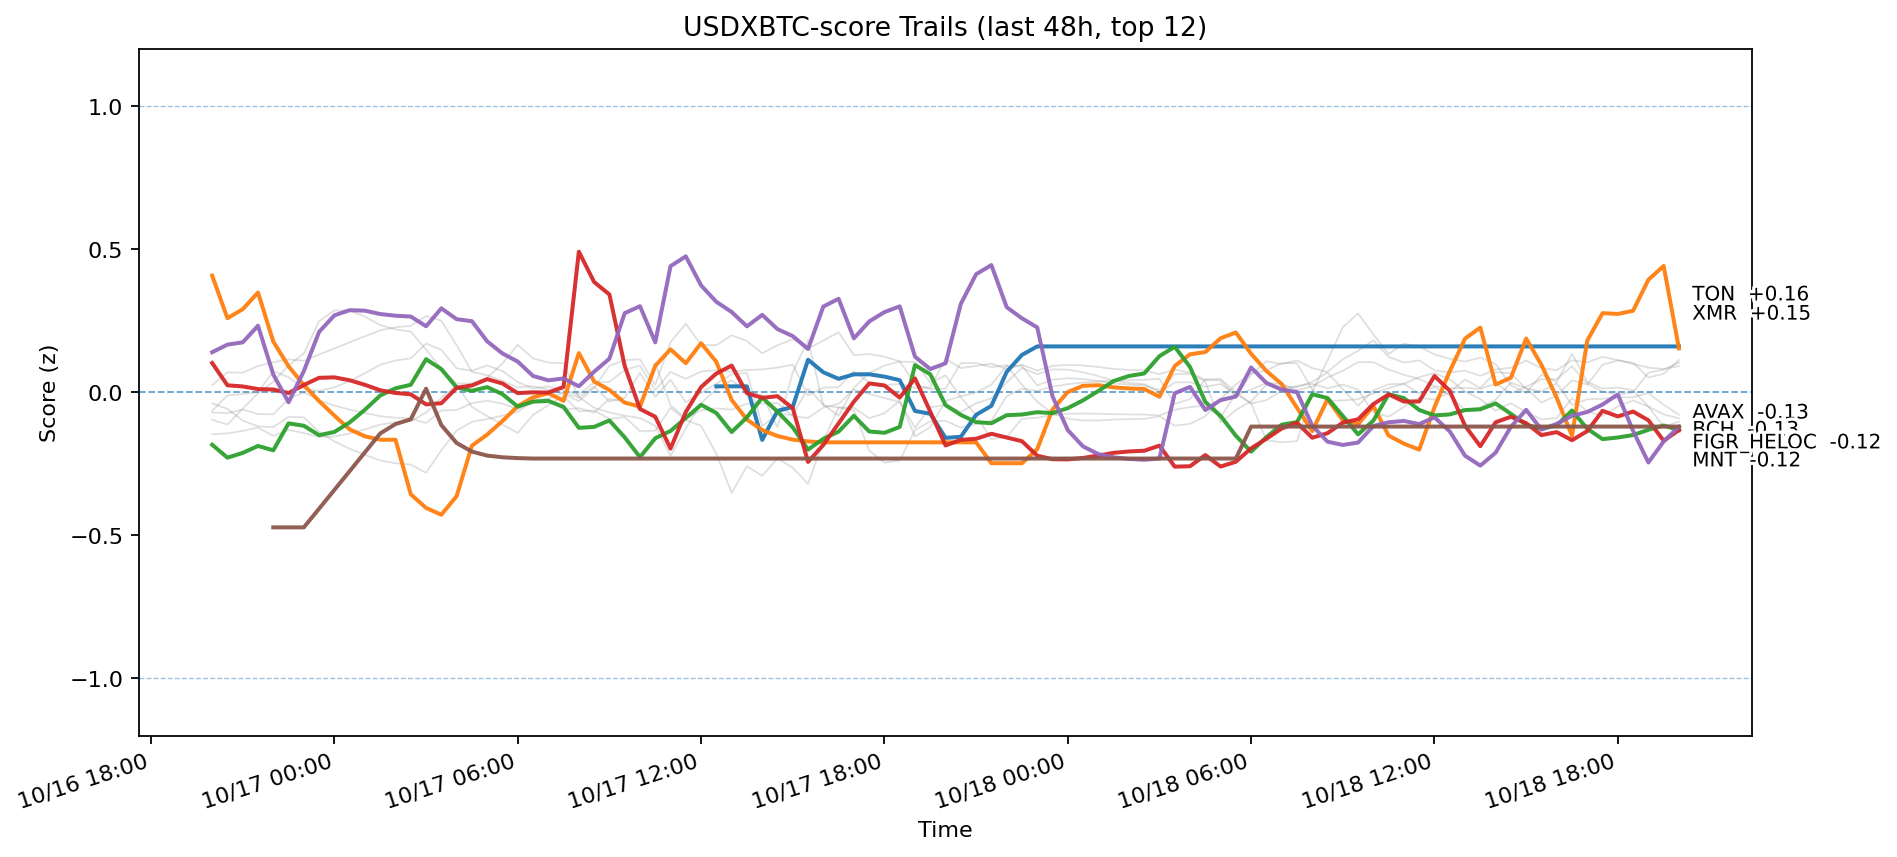 USDXBTC-score Trails (last 48h, top 12)
Score (z)
1.0
0.5
0.0
−0.5
−1.0
TON +0.16
XMR +0.15
AVAX -0.13
BCH -0.13
FIGR_HELOC -0.12
MNT -0.12
10/16 18:00
10/17 00:00
10/17 06:00
10/17 12:00
10/17 18:00
10/18 00:00
10/18 06:00
10/18 12:00
10/18 18:00
Time